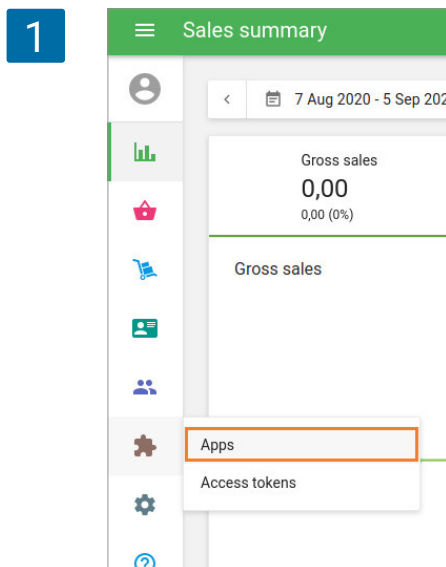 1
Sales summary
7 Aug 2020 - 5 Sep 202
Gross sales
0,00
0,00 (0%)
Gross sales
Apps
Access tokens